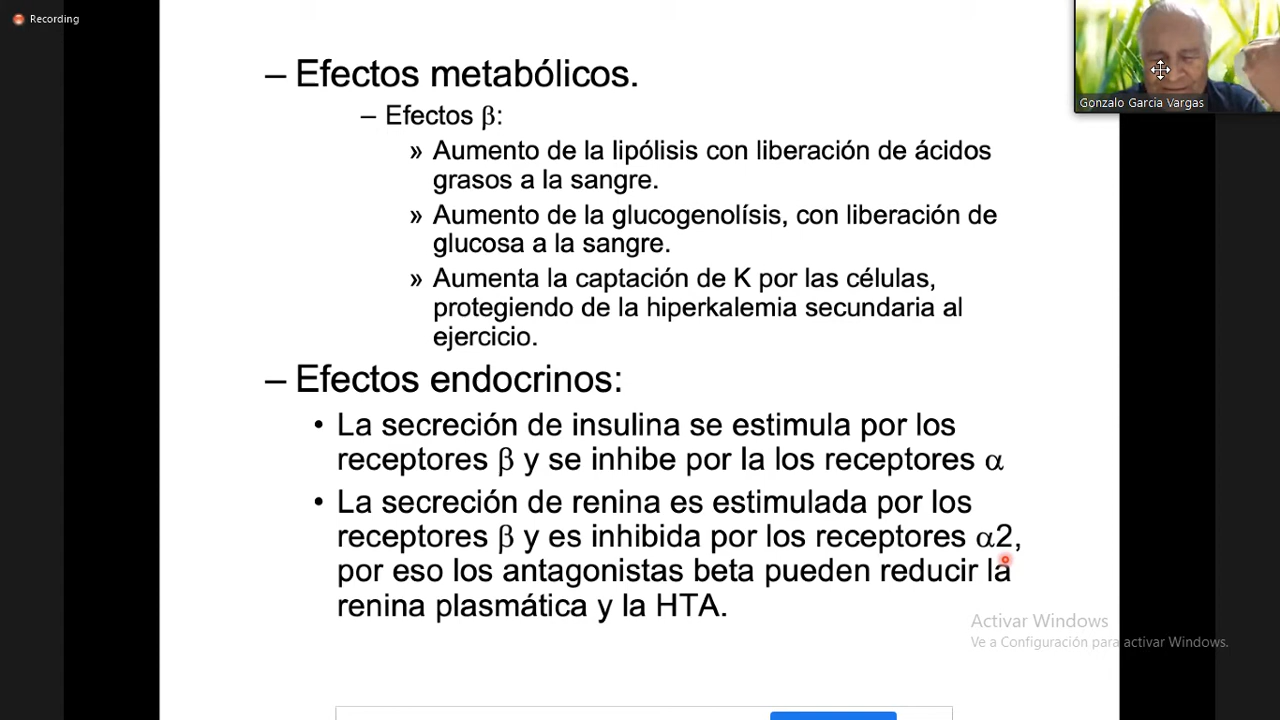 Recording
– Efectos metabólicos.
– Efectos β:
» Aumento de la lipólisis con liberación de ácidos
grasos a la sangre.
» Aumento de la glucogenolísis, con liberación de
glucosa a la sangre.
» Aumenta la captación de K por las células,
protegiendo de la hiperkalemia secundaria al
ejercicio.
– Efectos endocrinos:
• La secreción de insulina se estimula por los
receptores β y se inhibe por la los receptores α
• La secreción de renina es estimulada por los
receptores β y es inhibida por los receptores α2,
por eso los antagonistas beta pueden reducir la
renina plasmática y la HTA.
Gonzalo Garcia Vargas
Activar Windows
Ve a Configuración para activar Windows.